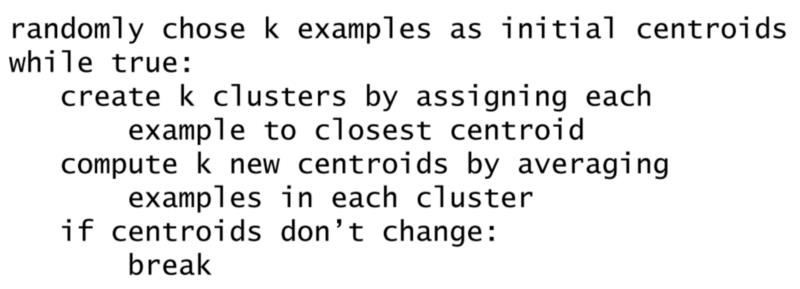 randomly chose k examples as initial centroids
while true:
create k clusters by assigning each
example to closest centroid
compute k new centroids by averaging
examples in each cluster
if centroids don’t change:
break